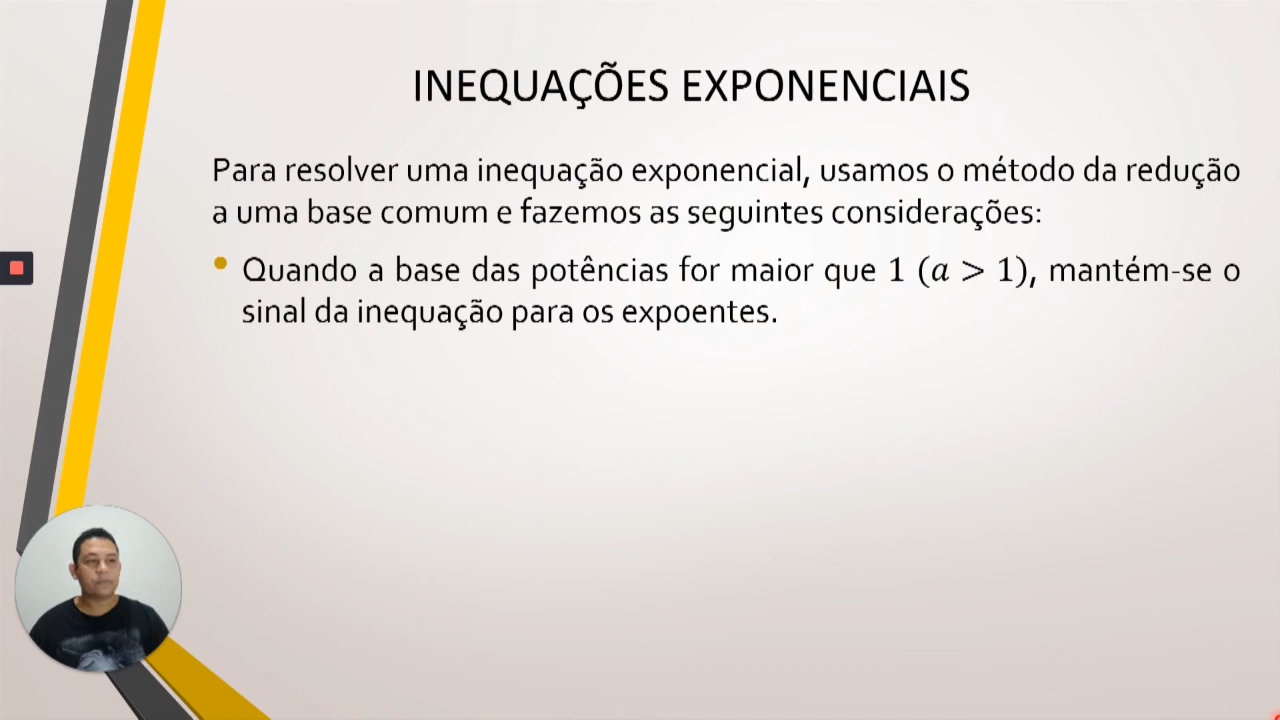 INEQUAÇÕES EXPONENCIAIS
Para resolver uma inequação exponencial, usamos o método da redução
a uma base comum e fazemos as seguintes considerações:
• Quando a base das potências for maior que 1 (𝑎 > 1), mantém-se o
sinal da inequação para os expoentes.